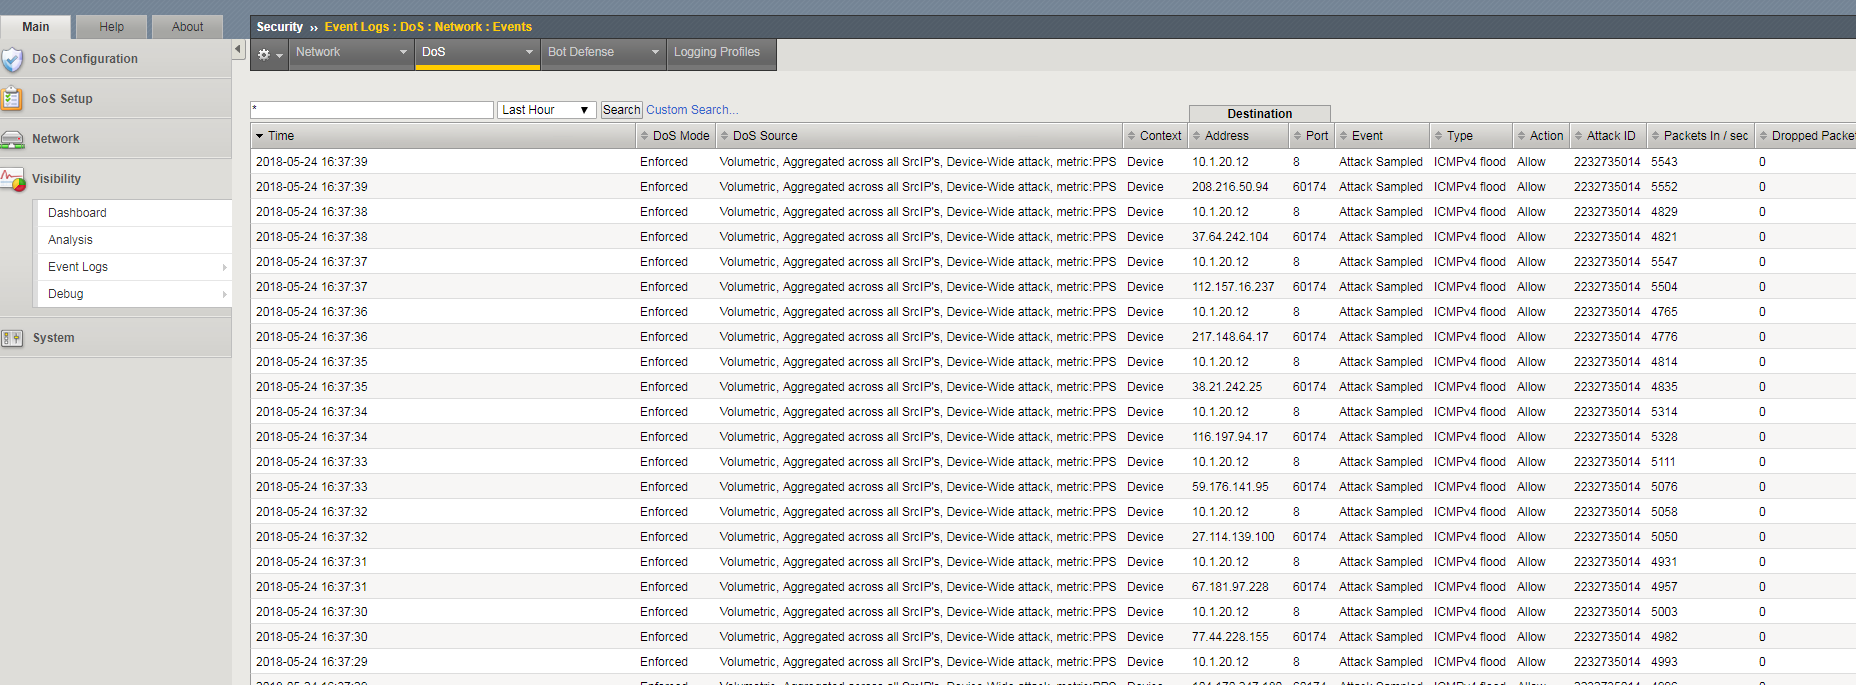 Main Help About
Security ›› Event Logs : DoS : Network : Events
Network DoS Bot Defense Logging Profiles
DoS Configuration
DoS Setup
Network
Visibility
Dashboard
Analysis
Event Logs
Debug
System
* Last Hour ▼ Search Custom Search...
Destination
Time DoS Mode DoS Source Context Address Port Event Type Action Attack ID Packets In / sec Dropped
2018-05-24 16:37:39 Enforced Volumetric, Aggregated across all SrcIP's, Device-Wide attack, metric:PPS Device 10.1.20.12 8 Attack Sampled ICMPv4 flood Allow 2232735014 5543 0
2018-05-24 16:37:39 Enforced Volumetric, Aggregated across all SrcIP's, Device-Wide attack, metric:PPS Device 208.216.50.94 60174 Attack Sampled ICMPv4 flood Allow 2232735014 5552 0
2018-05-24 16:37:38 Enforced Volumetric, Aggregated across all SrcIP's, Device-Wide attack, metric:PPS Device 10.1.20.12 8 Attack Sampled ICMPv4 flood Allow 2232735014 4829 0
2018-05-24 16:37:38 Enforced Volumetric, Aggregated across all SrcIP's, Device-Wide attack, metric:PPS Device 37.64.242.104 60174 Attack Sampled ICMPv4 flood Allow 2232735014 4821 0
2018-05-24 16:37:37 Enforced Volumetric, Aggregated across all SrcIP's, Device-Wide attack, metric:PPS Device 10.1.20.12 8 Attack Sampled ICMPv4 flood Allow 2232735014 5547 0
2018-05-24 16:37:37 Enforced Volumetric, Aggregated across all SrcIP's, Device-Wide attack, metric:PPS Device 112.157.16.237 60174 Attack Sampled ICMPv4 flood Allow 2232735014 5504 0
2018-05-24 16:37:36 Enforced Volumetric, Aggregated across all SrcIP's, Device-Wide attack, metric:PPS Device 10.1.20.12 8 Attack Sampled ICMPv4 flood Allow 2232735014 4765 0
2018-05-24 16:37:36 Enforced Volumetric, Aggregated across all SrcIP's, Device-Wide attack, metric:PPS Device 217.148.64.17 60174 Attack Sampled ICMPv4 flood Allow 2232735014 4776 0
2018-05-24 16:37:35 Enforced Volumetric, Aggregated across all SrcIP's, Device-Wide attack, metric:PPS Device 10.1.20.12 8 Attack Sampled ICMPv4 flood Allow 2232735014 4814 0
2018-05-24 16:37:35 Enforced Volumetric, Aggregated across all SrcIP's, Device-Wide attack, metric:PPS Device 38.21.242.25 60174 Attack Sampled ICMPv4 flood Allow 2232735014 4835 0
2018-05-24 16:37:34 Enforced Volumetric, Aggregated across all SrcIP's, Device-Wide attack, metric:PPS Device 10.1.20.12 8 Attack Sampled ICMPv4 flood Allow 2232735014 5314 0
2018-05-24 16:37:34 Enforced Volumetric, Aggregated across all SrcIP's, Device-Wide attack, metric:PPS Device 116.197.94.17 60174 Attack Sampled ICMPv4 flood Allow 2232735014 5328 0
2018-05-24 16:37:33 Enforced Volumetric, Aggregated across all SrcIP's, Device-Wide attack, metric:PPS Device 10.1.20.12 8 Attack Sampled ICMPv4 flood Allow 2232735014 5111 0
2018-05-24 16:37:33 Enforced Volumetric, Aggregated across all SrcIP's, Device-Wide attack, metric:PPS Device 59.176.141.95 60174 Attack Sampled ICMPv4 flood Allow 2232735014 5076 0
2018-05-24 16:37:32 Enforced Volumetric, Aggregated across all SrcIP's, Device-Wide attack, metric:PPS Device 10.1.20.12 8 Attack Sampled ICMPv4 flood Allow 2232735014 5058 0
2018-05-24 16:37:32 Enforced Volumetric, Aggregated across all SrcIP's, Device-Wide attack, metric:PPS Device 27.114.139.100 60174 Attack Sampled ICMPv4 flood Allow 2232735014 5050 0
2018-05-24 16:37:31 Enforced Volumetric, Aggregated across all SrcIP's, Device-Wide attack, metric:PPS Device 10.1.20.12 8 Attack Sampled ICMPv4 flood Allow 2232735014 4931 0
2018-05-24 16:37:31 Enforced Volumetric, Aggregated across all SrcIP's, Device-Wide attack, metric:PPS Device 67.181.97.228 60174 Attack Sampled ICMPv4 flood Allow 2232735014 4957 0
2018-05-24 16:37:30 Enforced Volumetric, Aggregated across all SrcIP's, Device-Wide attack, metric:PPS Device 10.1.20.12 8 Attack Sampled ICMPv4 flood Allow 2232735014 5003 0
2018-05-24 16:37:30 Enforced Volumetric, Aggregated across all SrcIP's, Device-Wide attack, metric:PPS Device 77.44.228.155 60174 Attack Sampled ICMPv4 flood Allow 2232735014 4982 0
2018-05-24 16:37:29 Enforced Volumetric, Aggregated across all SrcIP's, Device-Wide attack, metric:PPS Device 10.1.20.12 8 Attack Sampled ICMPv4 flood Allow 2232735014 4993 0